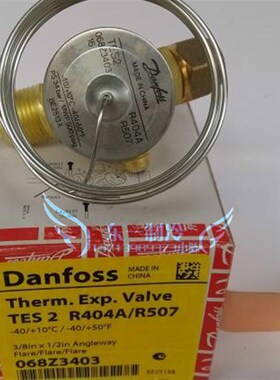 Danfoss
MADE IN
CHINA
TES2
068Z3403
R404A
R507
Danfoss
MADE IN
CHINA
Therm. Exp. Valve
TES 2 R404A/R507
-40/+10°C / -40/+50°F
3/8in x 1/2in Angleway
Flare/Flare/Flare
068Z3403